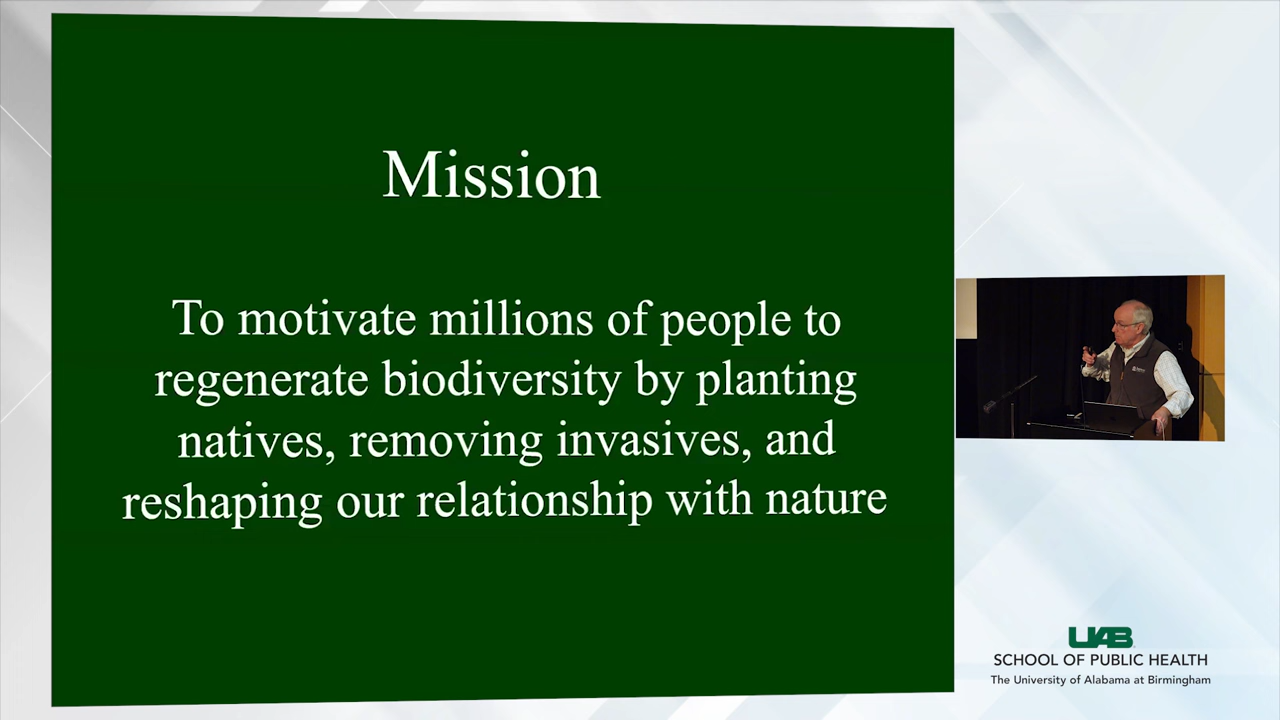 Mission
To motivate millions of people to
regenerate biodiversity by planting
natives, removing invasives, and
reshaping our relationship with nature
UAB
SCHOOL OF PUBLIC HEALTH
The University of Alabama at Birmingham